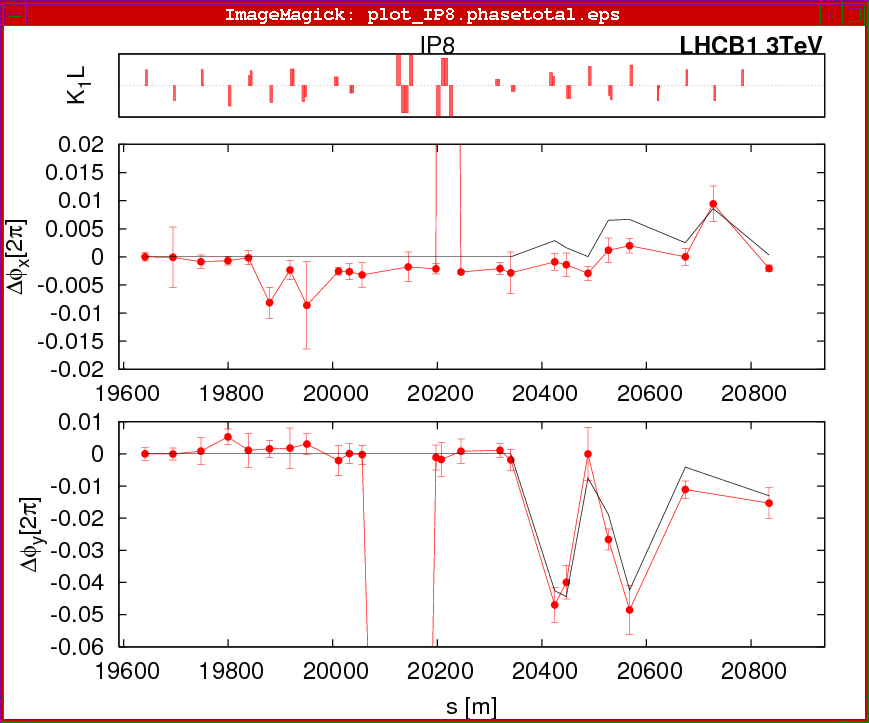 ImageMagick: plot_IP8.phasetotal.eps
IP8
LHCB1 3TeV
K1L
0.02
0.015
0.01
0.005
0
-0.005
-0.01
-0.015
-0.02
Δϕx[2π]
19600 19800 20000 20200 20400 20600 20800
0.01
0
-0.01
-0.02
-0.03
-0.04
-0.05
-0.06
Δϕy[2π]
19600 19800 20000 20200 20400 20600 20800
s [m]